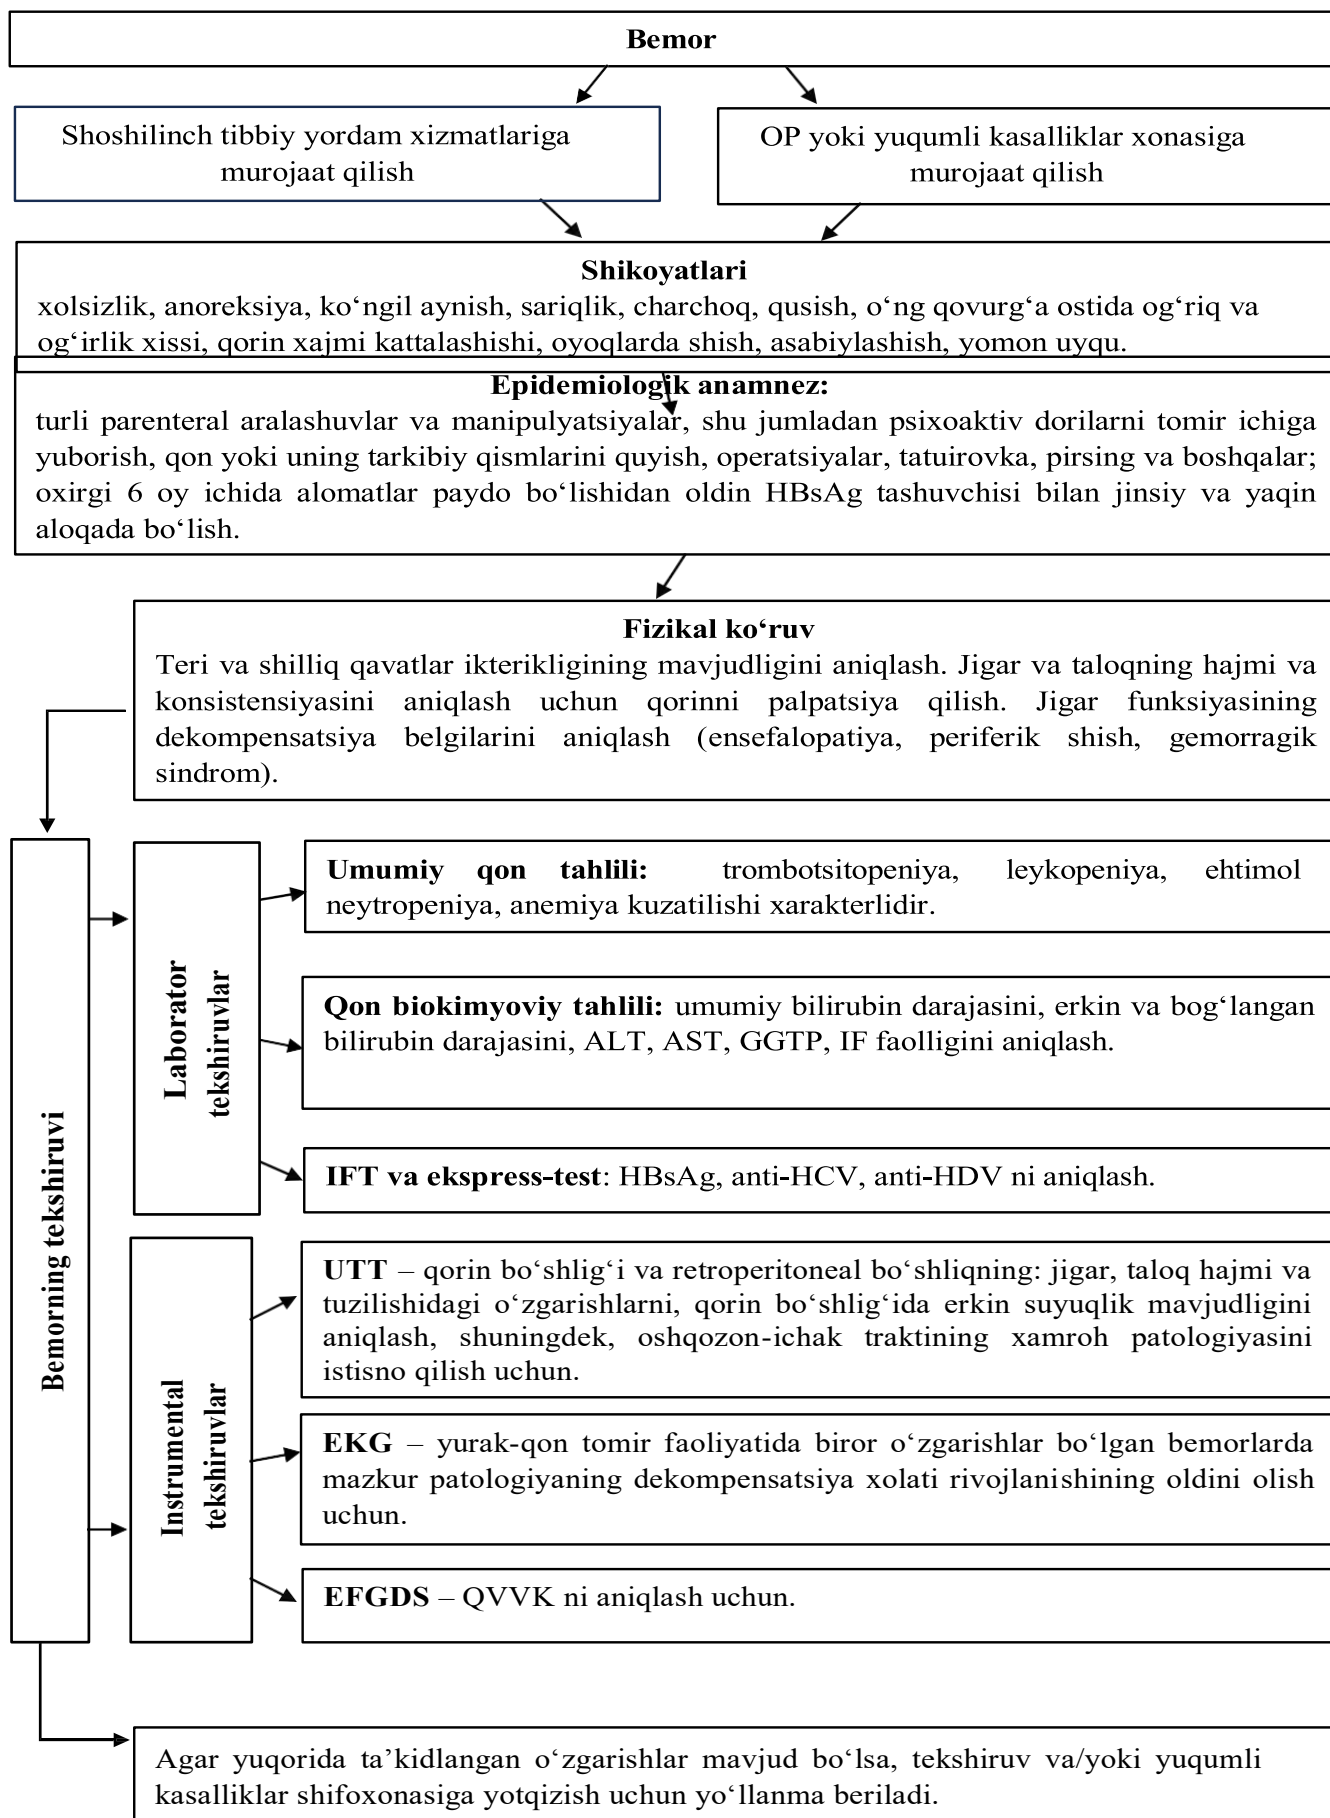 Bemor
Shoshilinch tibbiy yordam xizmatlariga
murojaat qilish
OP yoki yuqumli kasalliklar xonasiga
murojaat qilish
Shikoyatlari
xolsizlik, anoreksiya, ko‘ngil aynish, sariqlik, charchoq, qusish, o‘ng qovurg‘a ostida og‘riq va
og‘irlik xissi, qorin xajmi kattalashishi, oyoqlarda shish, asabiylashish, yomon uyqu.
Epidemiologik anamnez:
turli parenteral aralashuvlar va manipulyatsiyalar, shu jumladan psixoaktiv dorilarni tomir ichiga
yuborish, qon yoki uning tarkibiy qismlarini quyish, operatsiyalar, tatuirovka, pirsing va boshqalar;
oxirgi 6 oy ichida alomatlar paydo bo‘lishidan oldin HBsAg tashuvchisi bilan jinsiy va yaqin
aloqada bo‘lish.
Fizikal ko‘ruv
Teri va shilliq qavatlar ikterikligining mavjudligini aniqlash. Jigar va taloqning hajmi va
konsistensiyasini aniqlash uchun qorinni palpatsiya qilish. Jigar funksiyasining
dekompensatsiya belgilarini aniqlash (ensefalopatiya, periferik shish, gemorragik
sindrom).
Bemorning tekshiruvi
Laborator
tekshiruvlar
Umumiy qon tahlili: trombotsitopeniya, leykopeniya, ehtimol
neytropeniya, anemiya kuzatilishi xarakterlidir.
Qon biokimyoviy tahlili: umumiy bilirubin darajasini, erkin va bog‘langan
bilirubin darajasini, ALT, AST, GGTP, IF faolligini aniqlash.
IFT va ekspress-test: HBsAg, anti-HCV, anti-HDV ni aniqlash.
Instrumental
tekshiruvlar
UTT – qorin bo‘shlig‘i va retroperitoneal bo‘shliqning: jigar, taloq hajmi va
tuzilishidagi o‘zgarishlarni, qorin bo‘shlig‘ida erkin suyuqlik mavjudligini
aniqlash, shuningdek, oshqozon-ichak traktining xamroh patologiyasini
istisno qilish uchun.
EKG – yurak-qon tomir faoliyatida biror o‘zgarishlar bo‘lgan bemorlarda
mazkur patologiyaning dekompensatsiya xolati rivojlanishining oldini olish
uchun.
EFGDS – QVVK ni aniqlash uchun.
Agar yuqorida ta’kidlangan o‘zgarishlar mavjud bo‘lsa, tekshiruv va/yoki yuqumli
kasalliklar shifoxonasiga yotqizish uchun yo‘llanma beriladi.